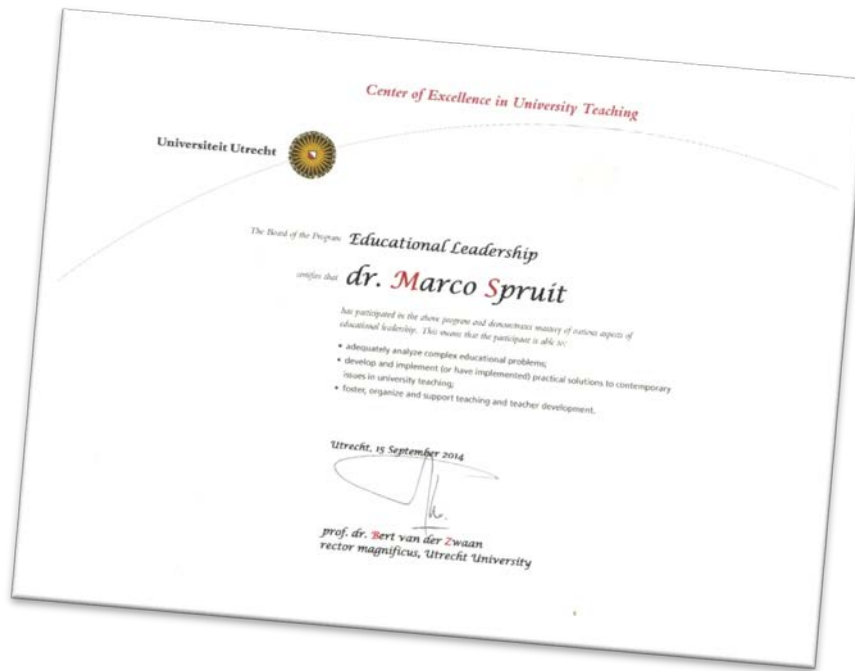 Center of Excellence in University Teaching
Universiteit Utrecht
The Board of the Program Educational Leadership
certifies that dr. Marco Spruit
has participated in the above program and demonstrates mastery of various aspects of
educational leadership. This means that the participant is able to:
• adequately analyze complex educational problems;
• develop and implement (or have implemented) practical solutions to contemporary
issues in university teaching;
• foster, organize and support teaching and teacher development.
Utrecht, 15 September 2014
prof. dr. Bert van der Zwaan
rector magnificus, Utrecht University